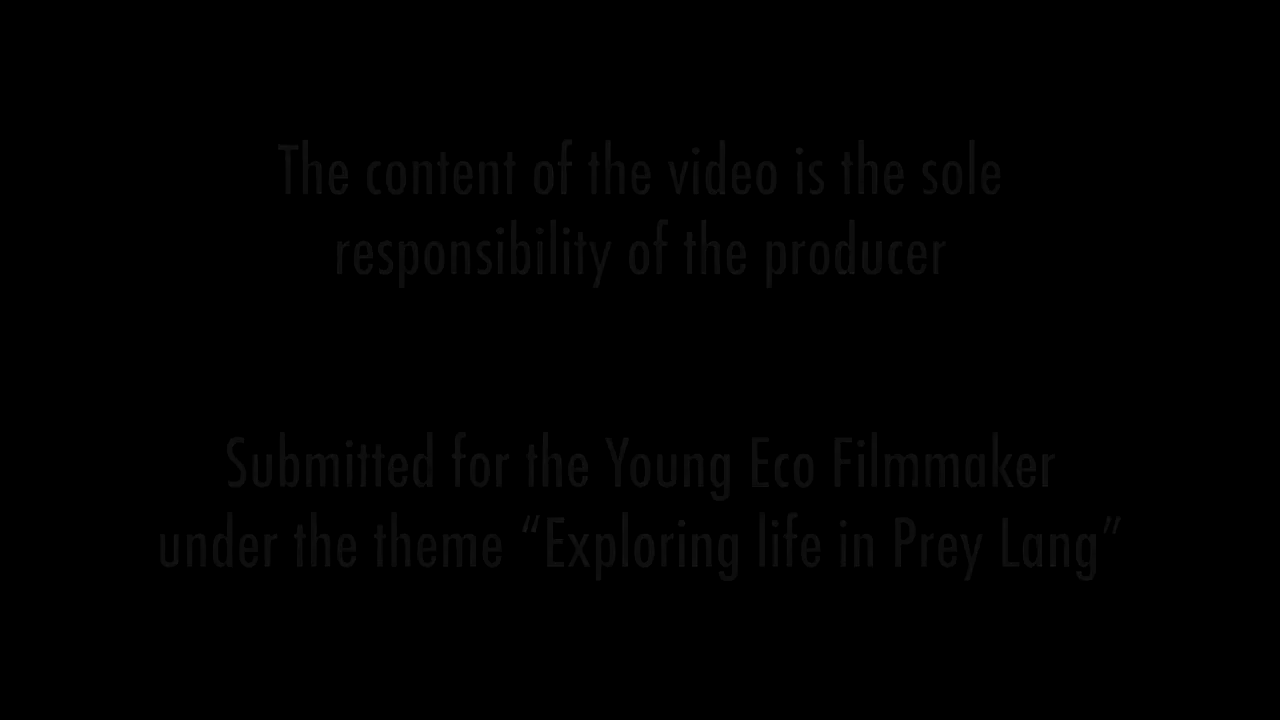 The content of the video is the sole
responsibility of the producer
Submitted for the Young Eco Filmmaker
under the theme “Exploring life in Prey Lang”